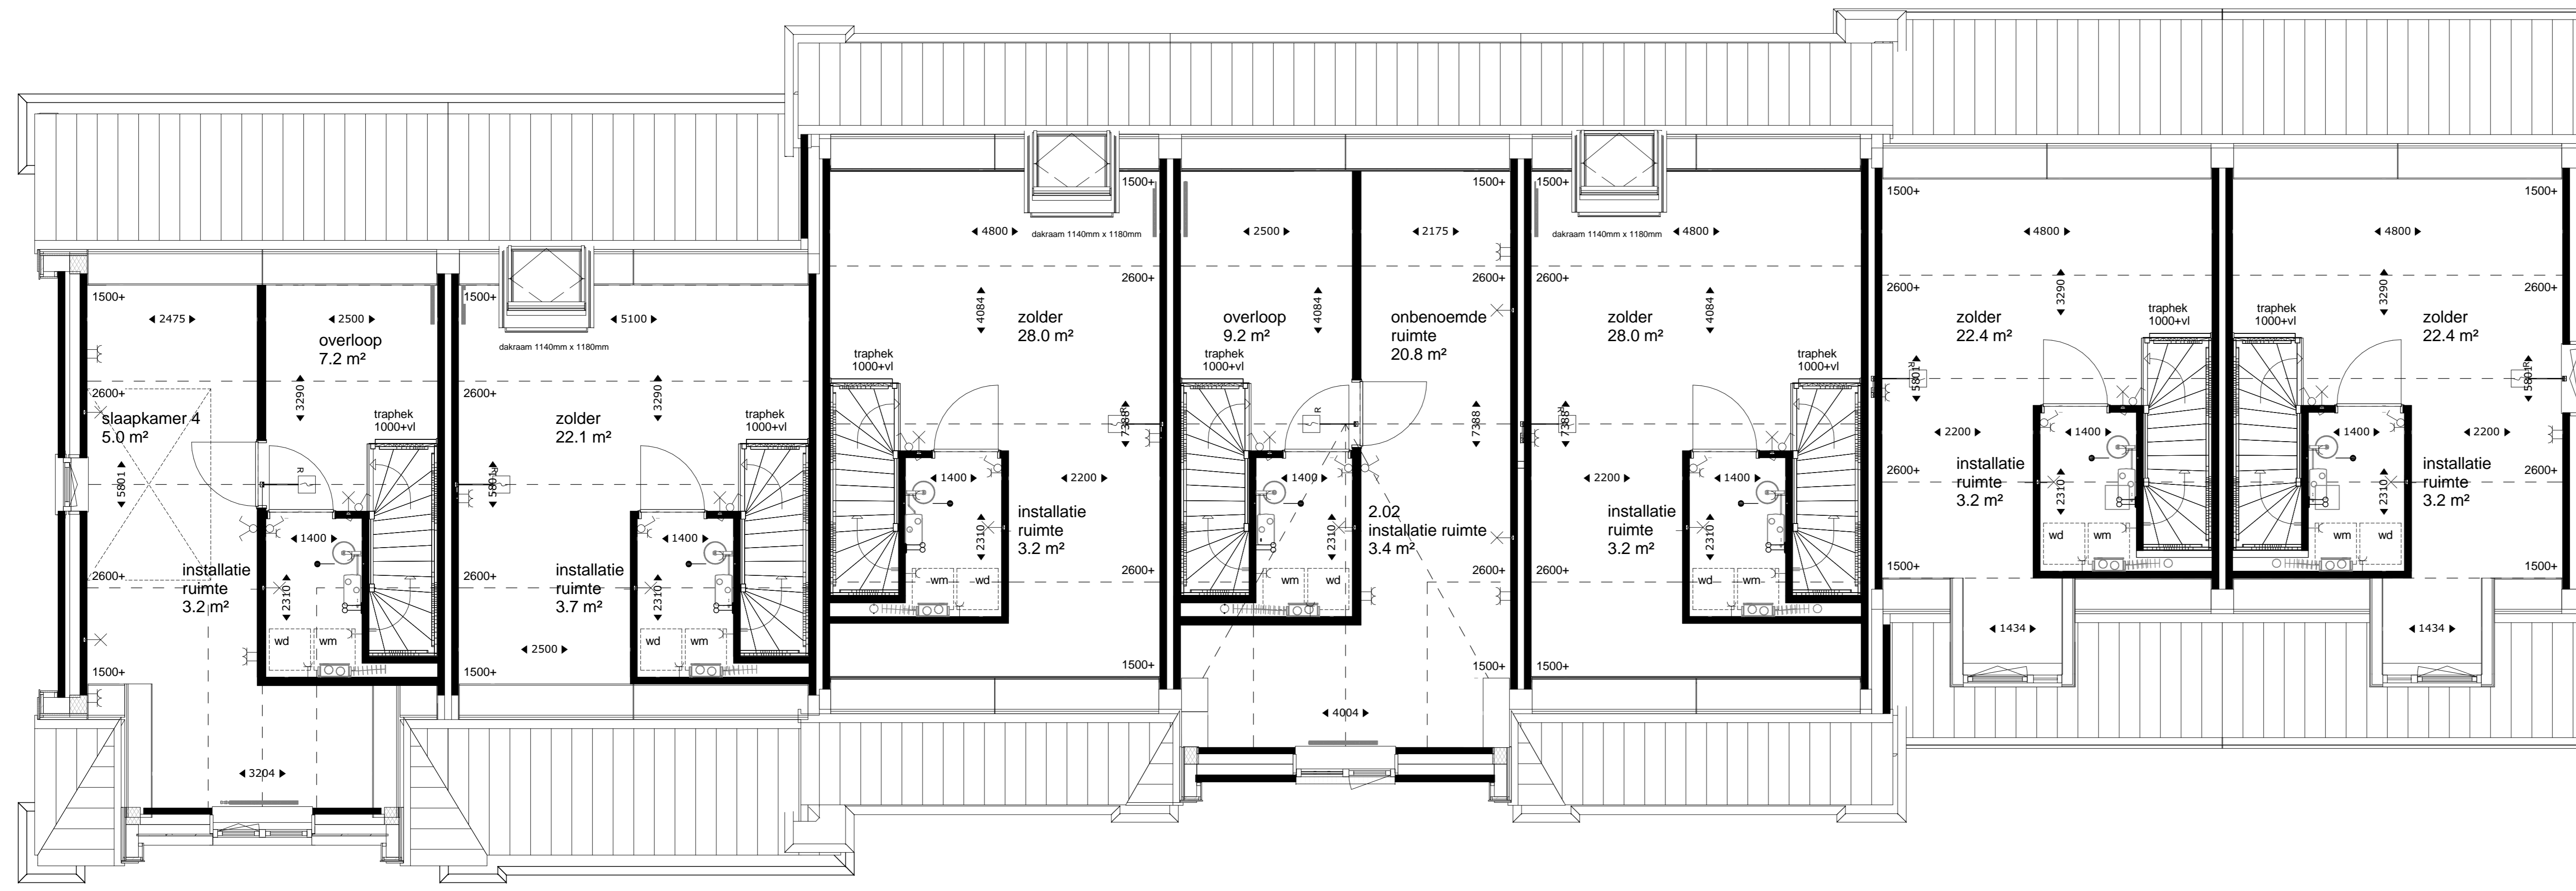 1500+
◄ 2475 ►
◄ 2500 ►
overloop
7.2 m²
◄ 3290 ►
2600+
slaapkamer 4
5.0 m²
traphek
1000+vl
◄ 5801 ►
R
◄ 1400 ►
2600+
installatie
ruimte
3.2 m²
◄ 2310 ►
wd
wm
1500+
◄ 3204 ►
1500+
◄ 5100 ►
dakraam 1140mm x 1180mm
◄ 3290 ►
2600+
zolder
22.1 m²
traphek
1000+vl
◄ 5801 ►
R
◄ 1400 ►
2600+
installatie
ruimte
3.7 m²
◄ 2310 ►
wd
wm
◄ 2500 ►
1500+
1500+
◄ 4800 ►
dakraam 1140mm x 1180mm
2600+
◄ 4084 ►
zolder
28.0 m²
traphek
1000+vl
◄ 7388 ►
R
◄ 1400 ►
◄ 2200 ►
installatie
ruimte
3.2 m²
◄ 2310 ►
2600+
wm
wd
1500+
◄ 2500 ►
overloop
9.2 m²
◄ 4084 ►
traphek
1000+vl
R
◄ 1400 ►
◄ 2310 ►
wm
wd
1500+
◄ 2175 ►
2600+
onbenoemde
ruimte
20.8 m²
◄ 7388 ►
2.02
installatie ruimte
3.4 m²
2600+
1500+
◄ 4004 ►
1500+
dakraam 1140mm x 1180mm
◄ 4800 ►
2600+
◄ 4084 ►
zolder
28.0 m²
traphek
1000+vl
◄ 7388 ►
R
◄ 2200 ►
◄ 1400 ►
installatie
ruimte
3.2 m²
◄ 2310 ►
2600+
wd
wm
1500+
1500+
◄ 4800 ►
2600+
◄ 3290 ►
zolder
22.4 m²
traphek
1000+vl
◄ 5801 ►
R
◄ 2200 ►
◄ 1400 ►
2600+
installatie
ruimte
3.2 m²
◄ 2310 ►
wd
wm
1500+
◄ 1434 ►
1500+
◄ 4800 ►
2600+
◄ 3290 ►
traphek
1000+vl
zolder
22.4 m²
◄ 5801 ►
R
◄ 1400 ►
◄ 2200 ►
2600+
installatie
ruimte
3.2 m²
◄ 2310 ►
wm
wd
1500+
◄ 1434 ►